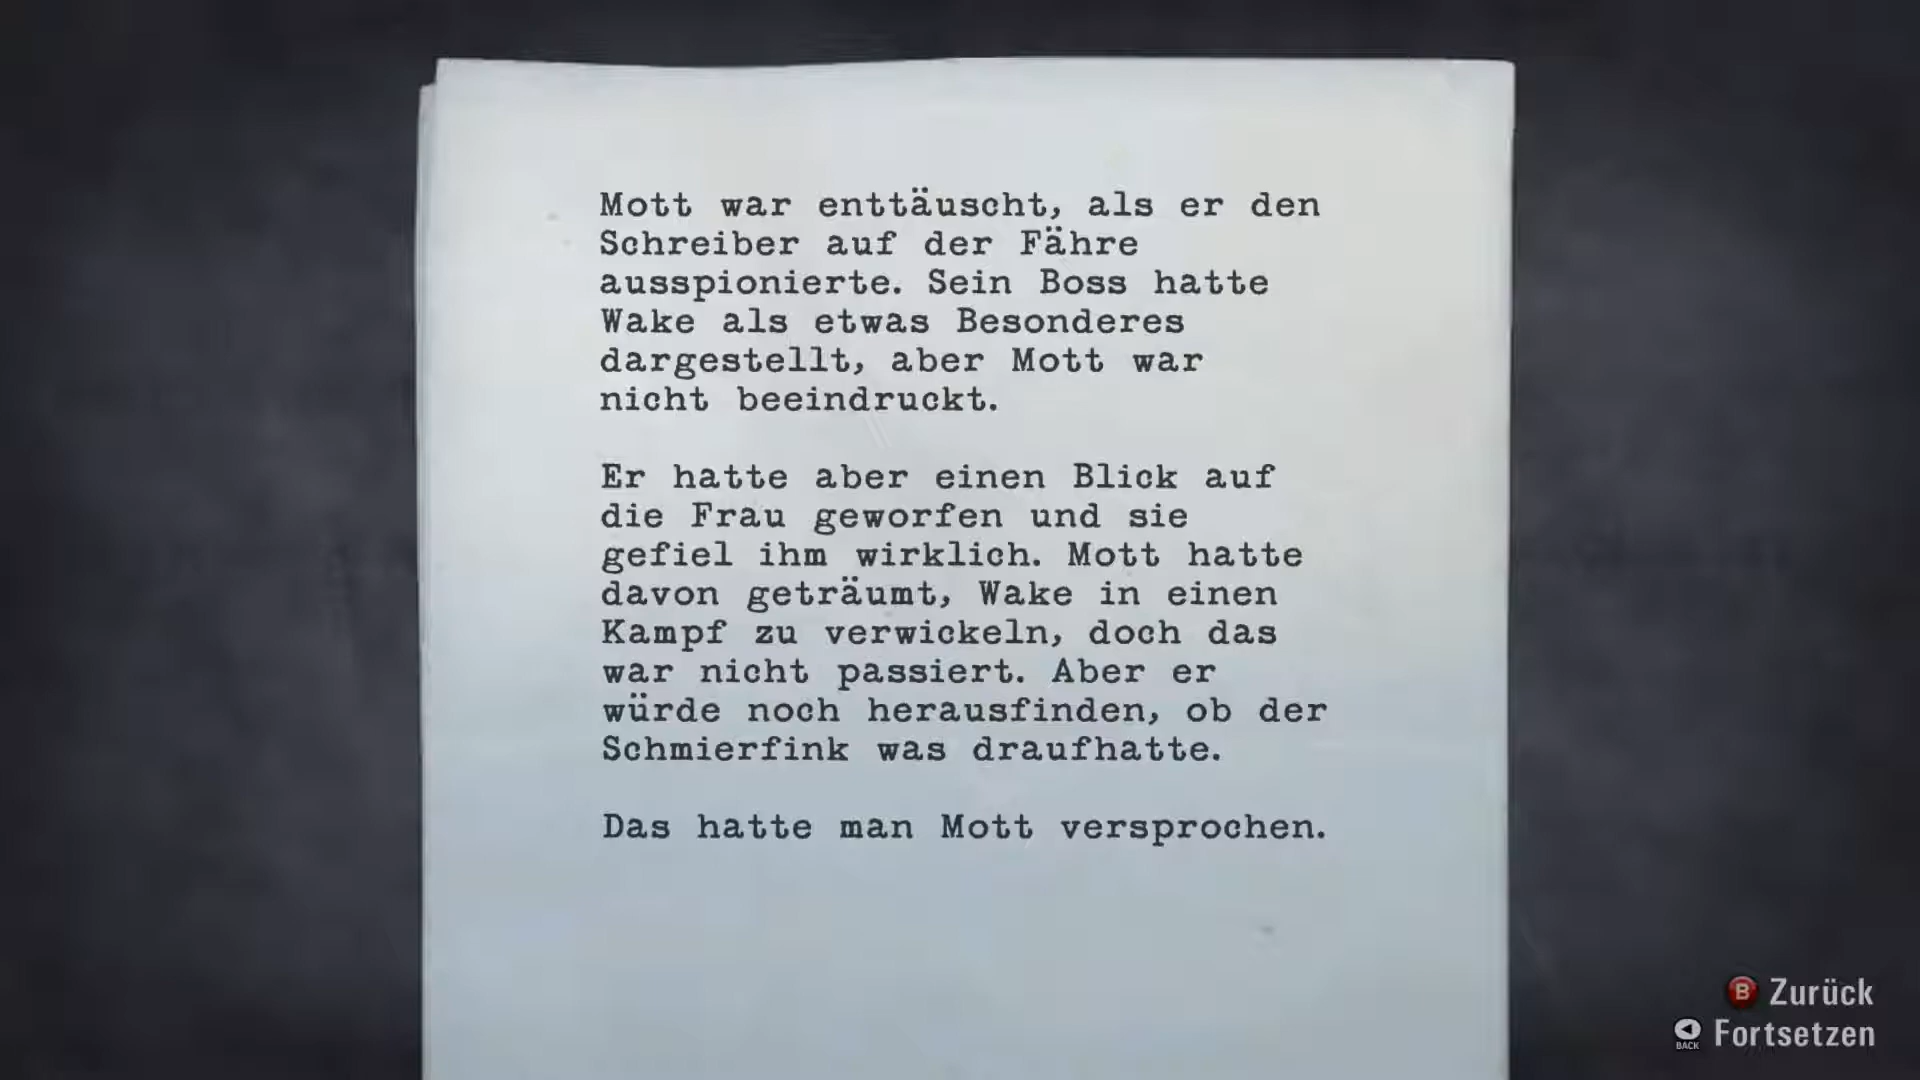 Mott war enttäuscht, als er den
Schreiber auf der Fähre
ausspionierte. Sein Boss hatte
Wake als etwas Besonderes
dargestellt, aber Mott war
nicht beeindruckt.
Er hatte aber einen Blick auf
die Frau geworfen und sie
gefiel ihm wirklich. Mott hatte
davon geträumt, Wake in einen
Kampf zu verwickeln, doch das
war nicht passiert. Aber er
würde noch herausfinden, ob der
Schmierfink was draufhatte.
Das hatte man Mott versprochen.
B Zurück
BACK Fortsetzen